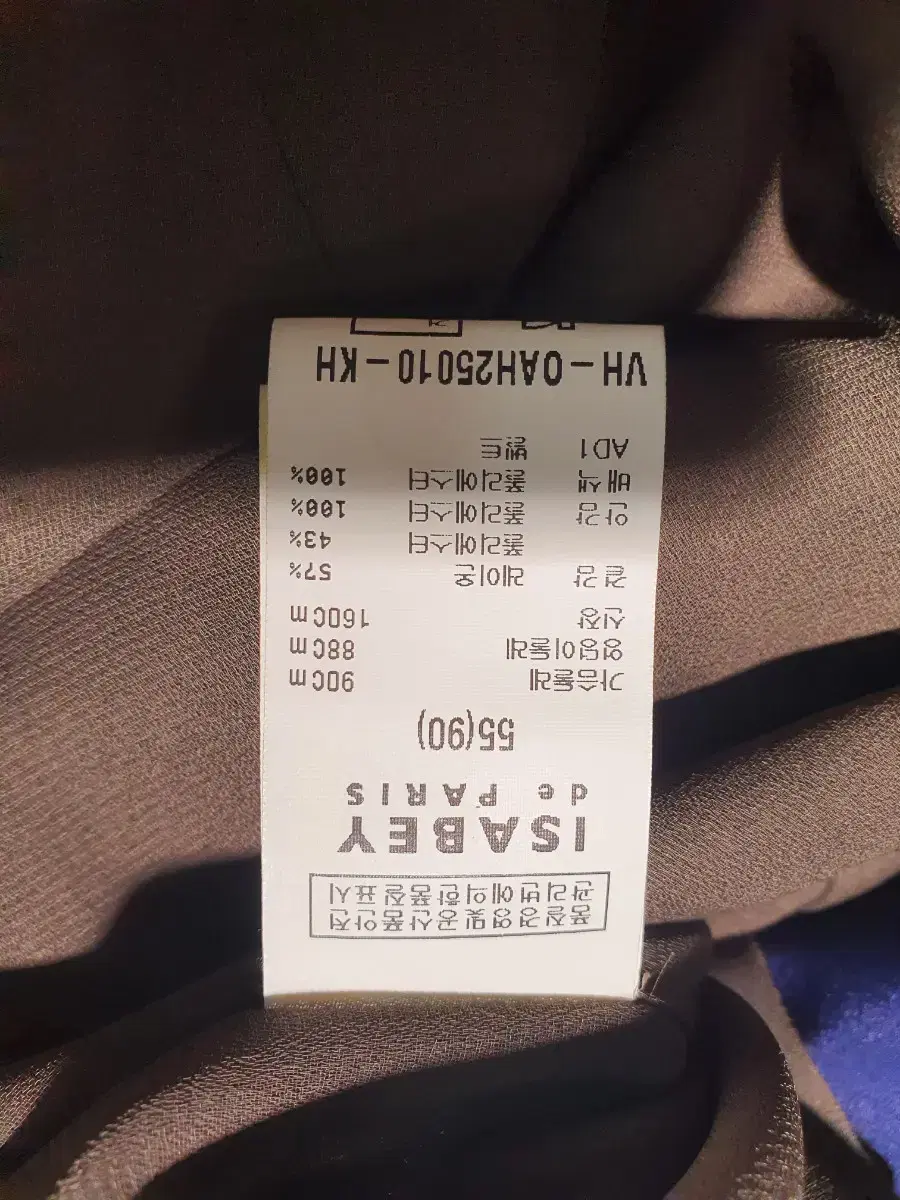 품질경영및공산품안전
관리법에의한품질표시
ISABEY
de PARIS
55(90)
가슴둘레 90Cm
엉덩이둘레 88Cm
신장 160Cm
겉감 레이온 57%
폴리에스터 43%
안감 폴리에스터 100%
배색 폴리에스터 100%
AD1 벨트
VH-OAH25010-KH